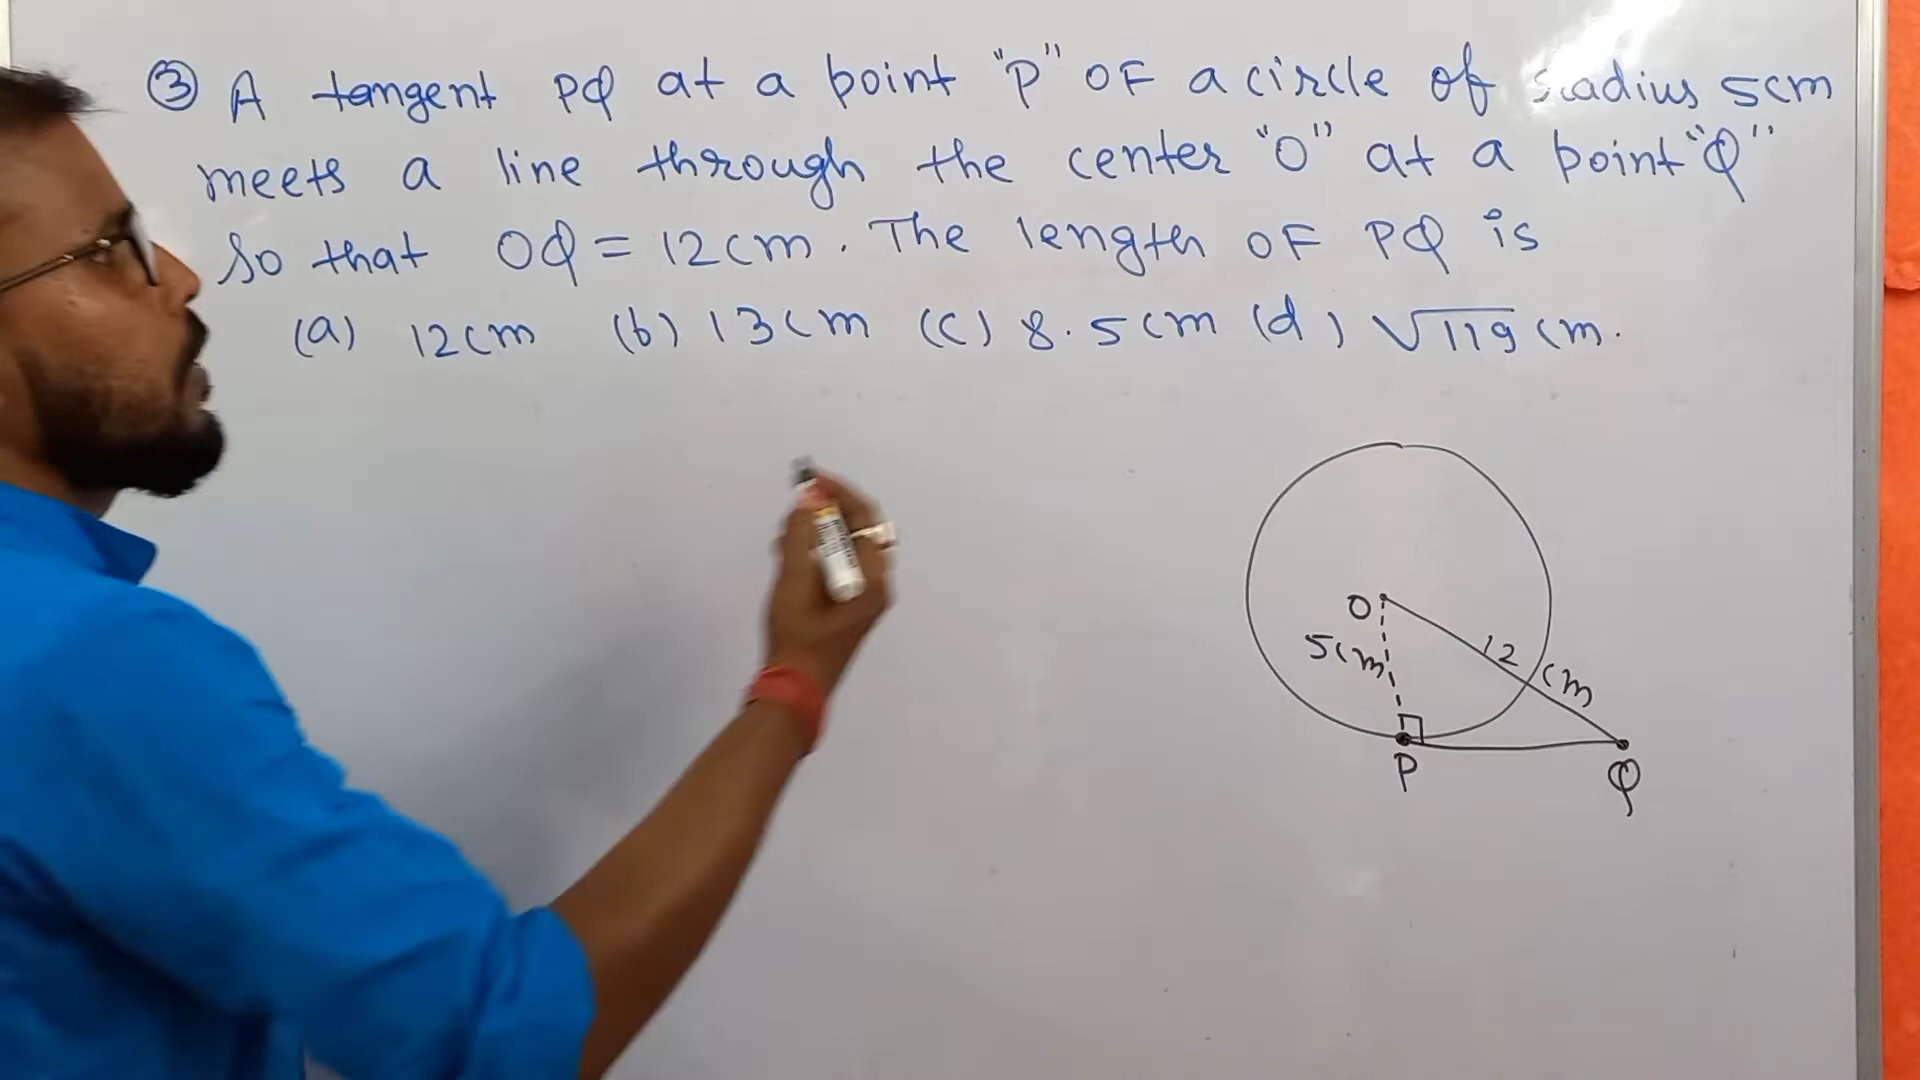 ③ A tangent PQ at a point "P" OF a circle of radius 5cm
meets a line through the center "O" at a point "Q"
so that OQ = 12cm. The length OF PQ is
(a) 12cm (b) 13cm (c) 8.5cm (d) √119 cm.
O
5cm
12 cm
P
Q